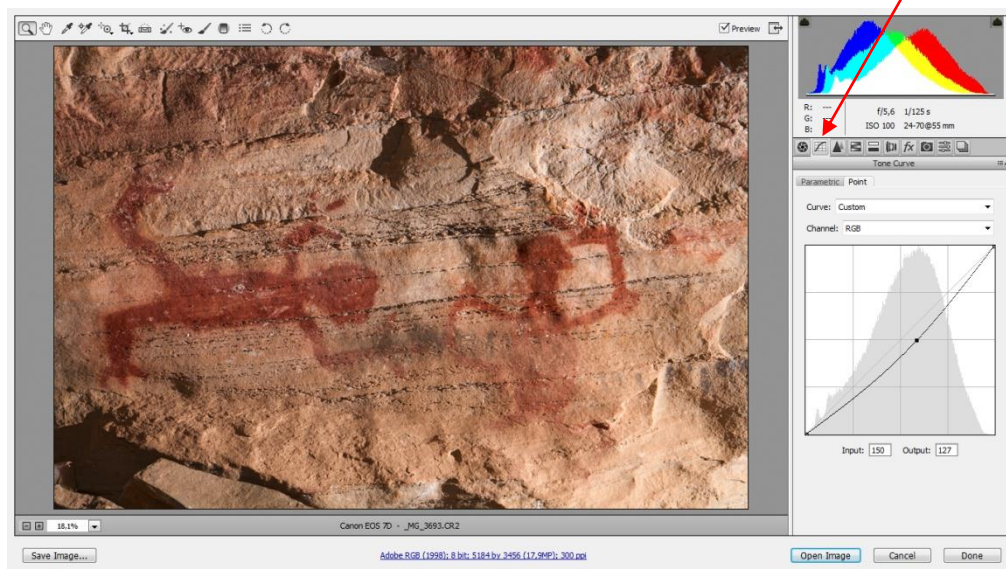 Preview
R: ---
G: ---
B: ---
f/5,6 1/125 s
ISO 100 24-70@55 mm
fx
Tone Curve
Parametric Point
Curve: Custom
Channel: RGB
Input: 150 Output: 127
18,1% Canon EOS 7D - _MG_3693.CR2
Save Image... Adobe RGB (1998); 8 bit; 5184 by 3456 (17,9MP); 300 ppi Open Image Cancel Done